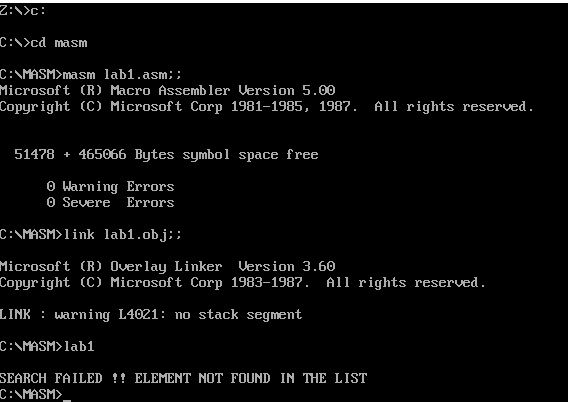 Z:\>c:
C:\>cd masm
C:\MASM>masm lab1.asm;;
Microsoft (R) Macro Assembler Version 5.00
Copyright (C) Microsoft Corp 1981-1985, 1987.  All rights reserved.
51478 + 465066 Bytes symbol space free
0 Warning Errors
0 Severe  Errors
C:\MASM>link lab1.obj;;
Microsoft (R) Overlay Linker  Version 3.60
Copyright (C) Microsoft Corp 1983-1987.  All rights reserved.
LINK : warning L4021: no stack segment
C:\MASM>lab1
SEARCH FAILED !! ELEMENT NOT FOUND IN THE LIST
C:\MASM>_